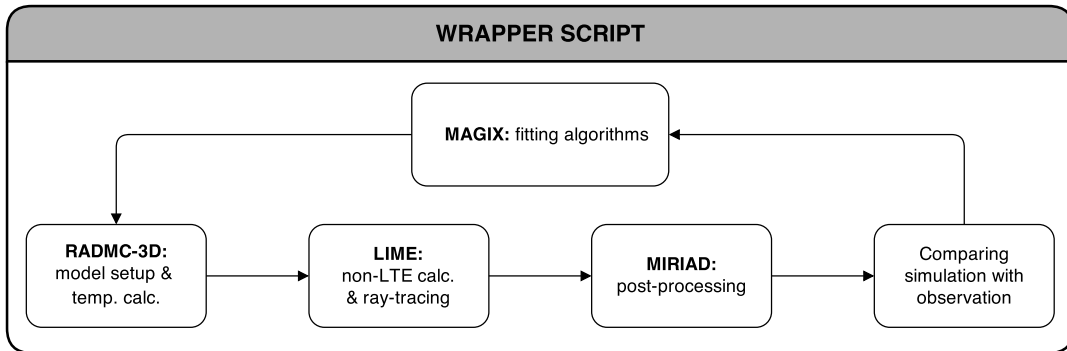 WRAPPER SCRIPT
MAGIX: fitting algorithms
RADMC-3D:
model setup &
temp. calc.
LIME:
non-LTE calc.
& ray-tracing
MIRIAD:
post-processing
Comparing
simulation with
observation